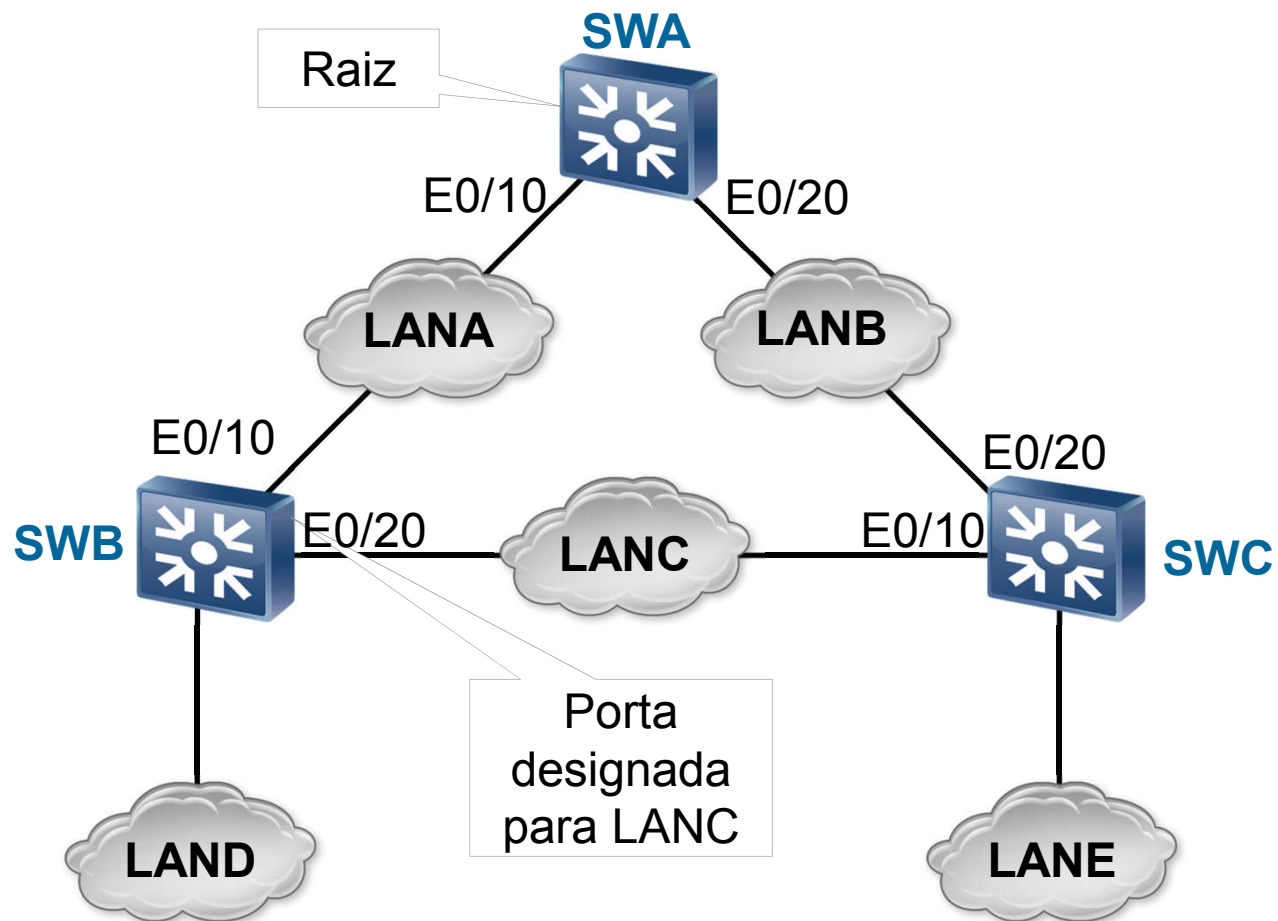 SWA
Raiz
E0/10
E0/20
LANA
LANB
E0/10
E0/20
SWB
E0/20
LANC
E0/10
SWC
Porta
designada
para LANC
LAND
LANE